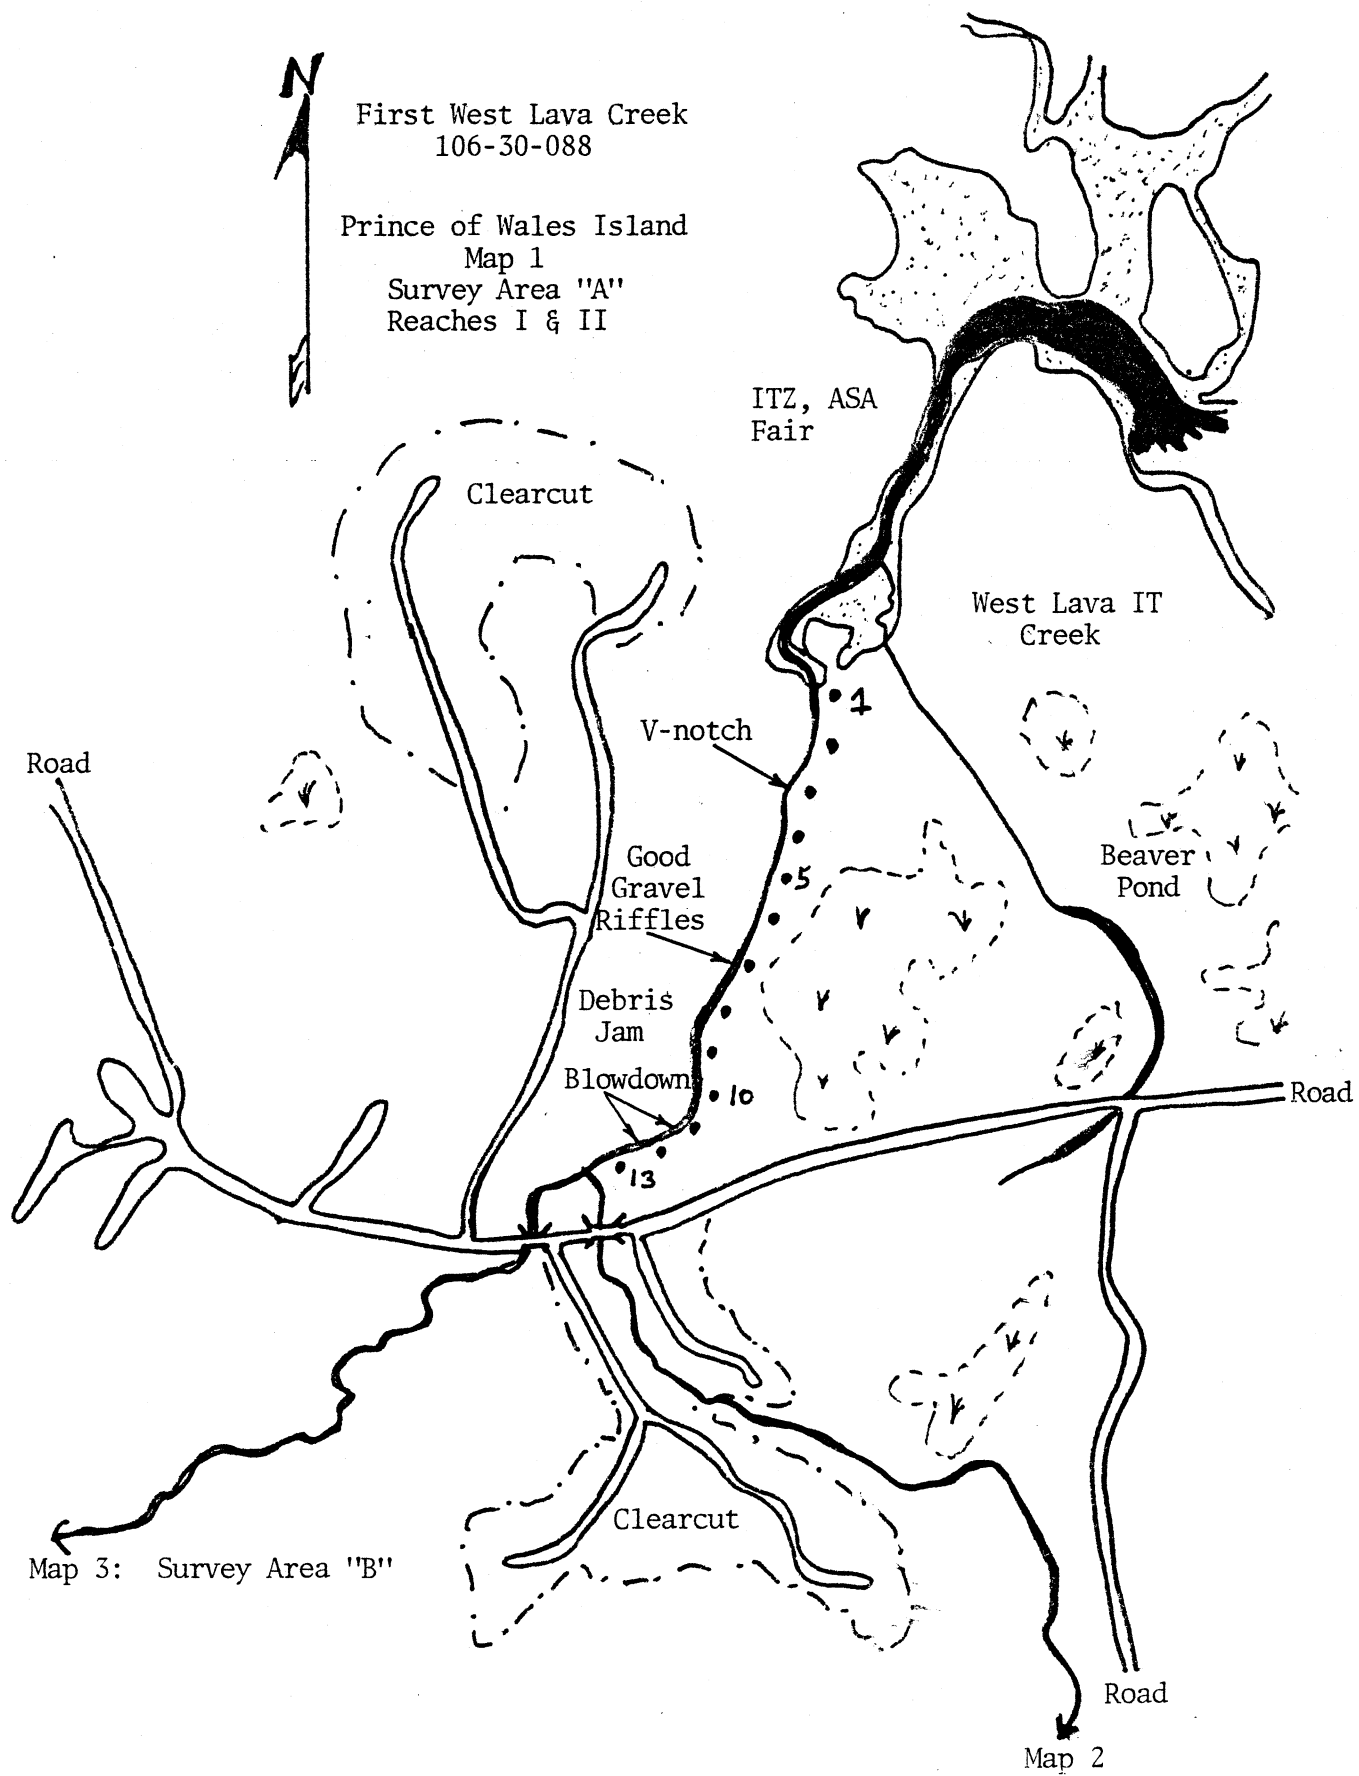 N
First West Lava Creek
106-30-088
Prince of Wales Island
Map 1
Survey Area "A"
Reaches I & II
ITZ, ASA
Fair
Clearcut
West Lava IT
Creek
1
V-notch
Road
Good
Gravel
Riffles
5
Beaver
Pond
Debris
Jam
Blowdown
10
Road
13
Clearcut
Map 3: Survey Area "B"
Road
Map 2